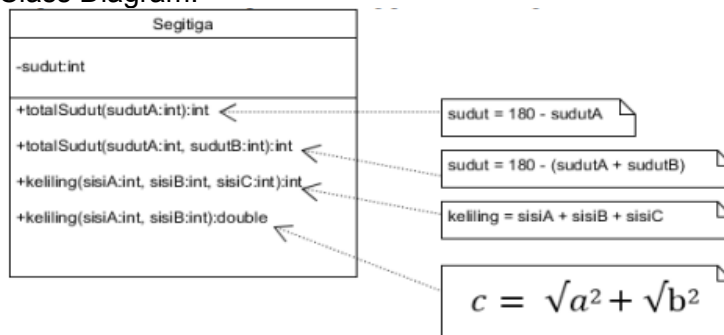 Class Diagram:
Segitiga
-sudut:int
+totalSudut(sudutA:int):int
sudut = 180 - sudutA
+totalSudut(sudutA:int, sudutB:int):int
sudut = 180 - (sudutA + sudutB)
+keliling(sisiA:int, sisiB:int, sisiC:int):int
keliling = sisiA + sisiB + sisiC
+keliling(sisiA:int, sisiB:int):double
c = √a² + √b²